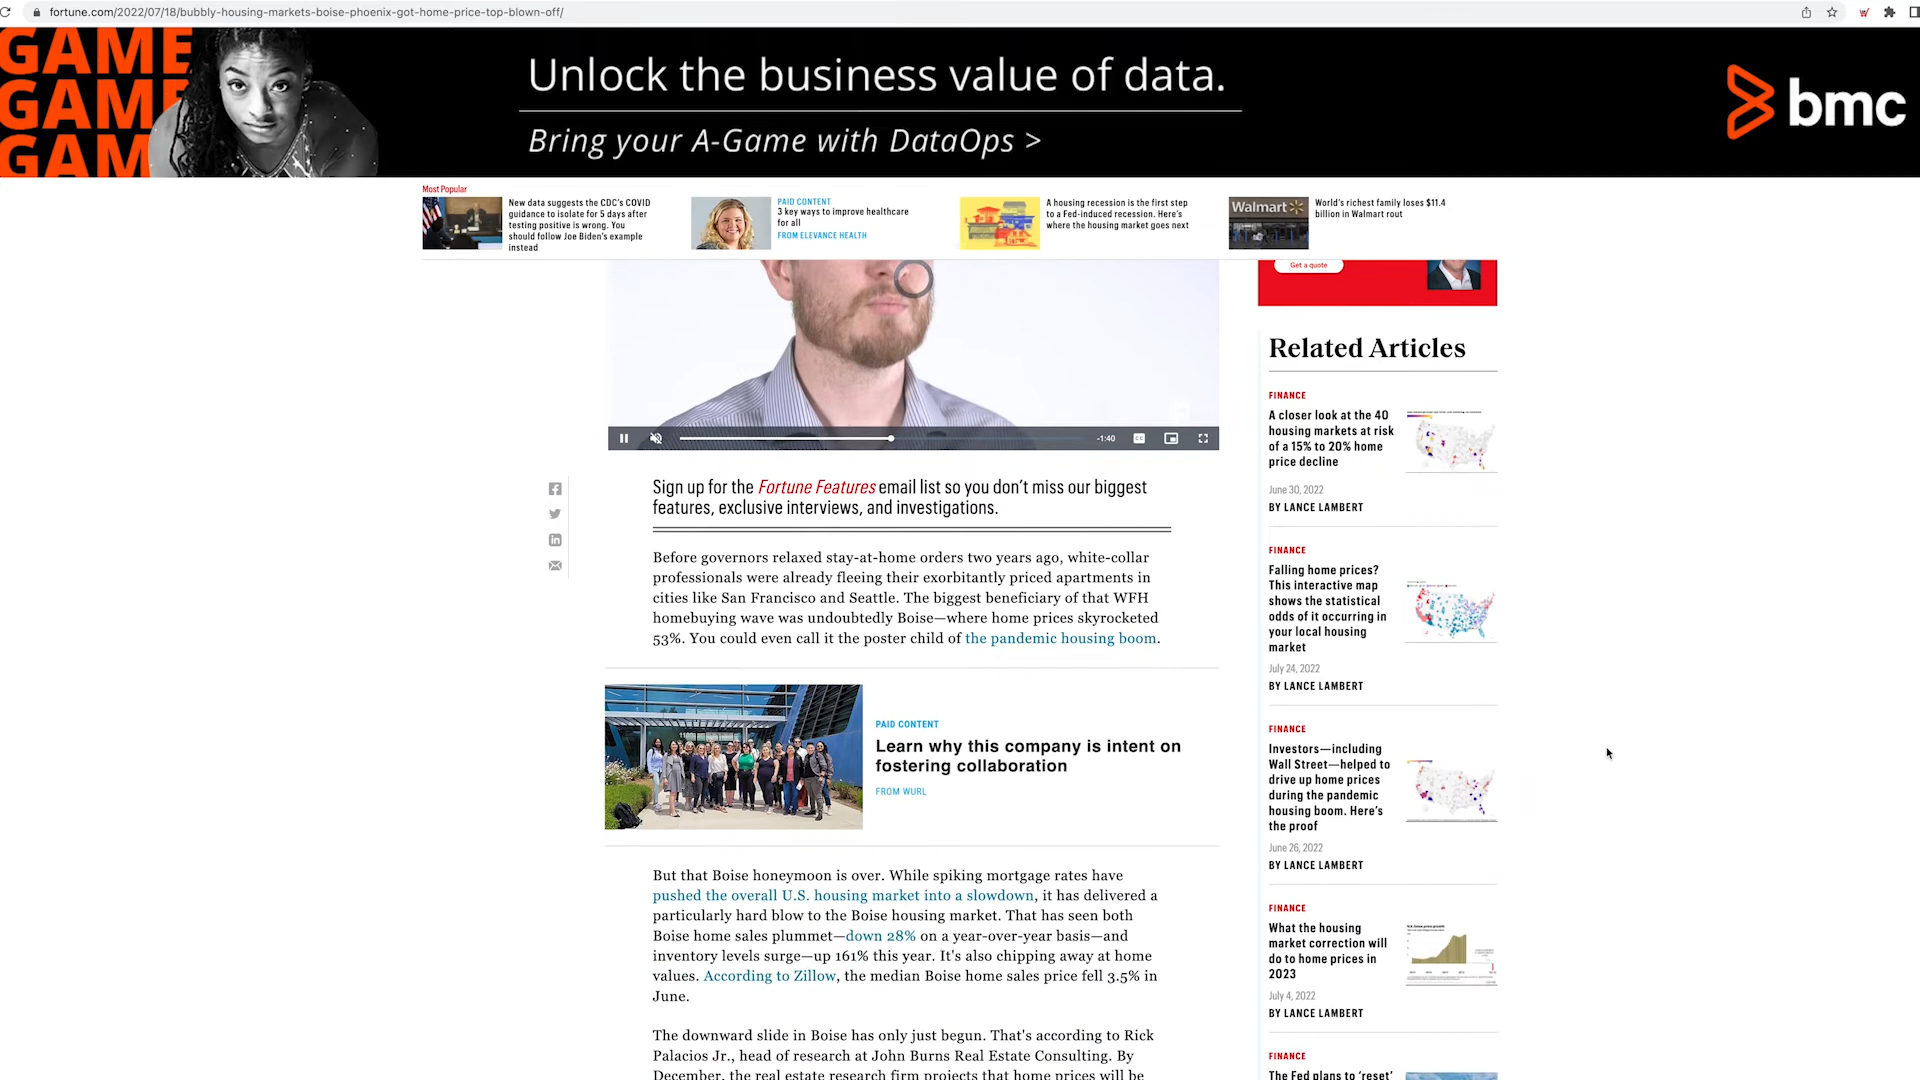 fortune.com/2022/07/18/bubbly-housing-markets-boise-phoenix-got-home-price-top-blown-off/
GAME
GAME
GAM
Unlock the business value of data.
Bring your A-Game with DataOps >
bmc
Most Popular
New data suggests the CDC's COVID
guidance to isolate for 5 days after
testing positive is wrong. You
should follow Joe Biden's example
instead
PAID CONTENT
3 key ways to improve healthcare
for all
FROM ELEVANCE HEALTH
A housing recession is the first step
to a Fed-induced recession. Here's
where the housing market goes next
Walmart
World's richest family loses $11.4
billion in Walmart rout
Get a quote
-1:40
CC
Sign up for the Fortune Features email list so you don't miss our biggest
features, exclusive interviews, and investigations.
Before governors relaxed stay-at-home orders two years ago, white-collar
professionals were already fleeing their exorbitantly priced apartments in
cities like San Francisco and Seattle. The biggest beneficiary of that WFH
homebuying wave was undoubtedly Boise—where home prices skyrocketed
53%. You could even call it the poster child of the pandemic housing boom.
PAID CONTENT
Learn why this company is intent on
fostering collaboration
FROM WURL
But that Boise honeymoon is over. While spiking mortgage rates have
pushed the overall U.S. housing market into a slowdown, it has delivered a
particularly hard blow to the Boise housing market. That has seen both
Boise home sales plummet—down 28% on a year-over-year basis—and
inventory levels surge—up 161% this year. It's also chipping away at home
values. According to Zillow, the median Boise home sales price fell 3.5% in
June.
The downward slide in Boise has only just begun. That's according to Rick
Palacios Jr., head of research at John Burns Real Estate Consulting. By
December, the real estate research firm projects that home prices will be
Related Articles
FINANCE
A closer look at the 40
housing markets at risk
of a 15% to 20% home
price decline
June 30, 2022
BY LANCE LAMBERT
FINANCE
Falling home prices?
This interactive map
shows the statistical
odds of it occurring in
your local housing
market
July 24, 2022
BY LANCE LAMBERT
FINANCE
Investors—including
Wall Street—helped to
drive up home prices
during the pandemic
housing boom. Here's
the proof
June 26, 2022
BY LANCE LAMBERT
FINANCE
What the housing
market correction will
do to home prices in
2023
July 4, 2022
BY LANCE LAMBERT
FINANCE
The Fed plans to 'reset'